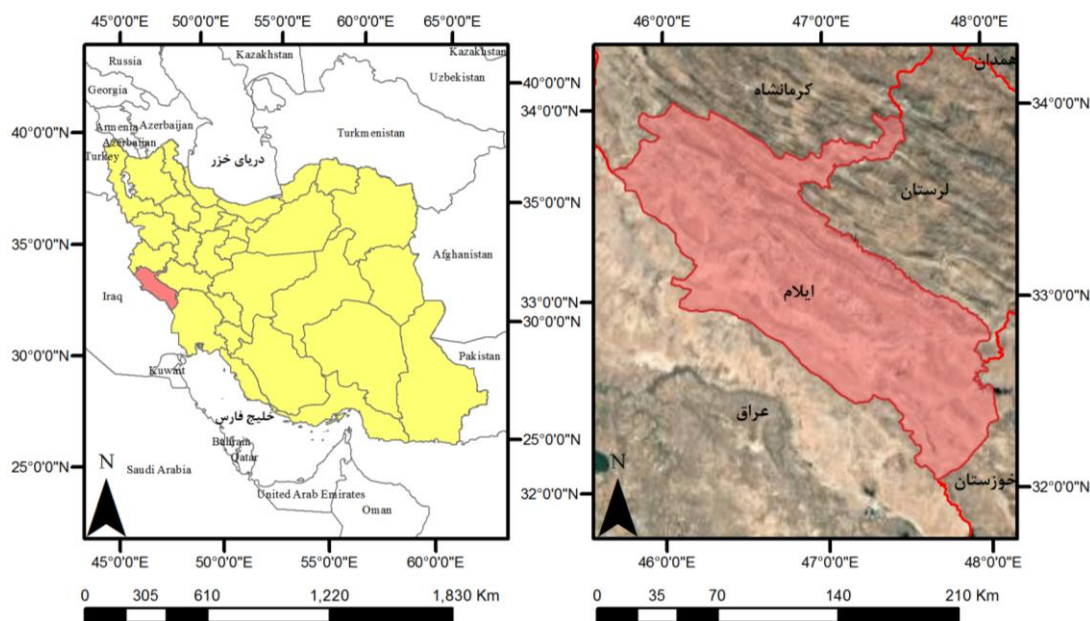 45°0'0"E 50°0'0"E 55°0'0"E 60°0'0"E 65°0'0"E
Russia
Kazakhstan
Kazakhstan
Uzbekistan
Georgia
Armenia
Azerbaijan
Azerbaijan
Turkey
Turkmenistan
دریای خزر
Afghanistan
Iraq
Pakistan
Kuwait
خلیج فارس
Bahrain
Qatar
Saudi Arabia
United Arab Emirates
Oman
N
40°0'0"N
35°0'0"N
30°0'0"N
25°0'0"N
40°0'0"N
35°0'0"N
30°0'0"N
25°0'0"N
45°0'0"E 50°0'0"E 55°0'0"E 60°0'0"E
0 305 610 1,220 1,830 Km
46°0'0"E 47°0'0"E 48°0'0"E
همدان
کرمانشاه
لرستان
ایلام
عراق
خوزستان
N
34°0'0"N
33°0'0"N
32°0'0"N
34°0'0"N
33°0'0"N
32°0'0"N
46°0'0"E 47°0'0"E 48°0'0"E
0 35 70 140 210 Km